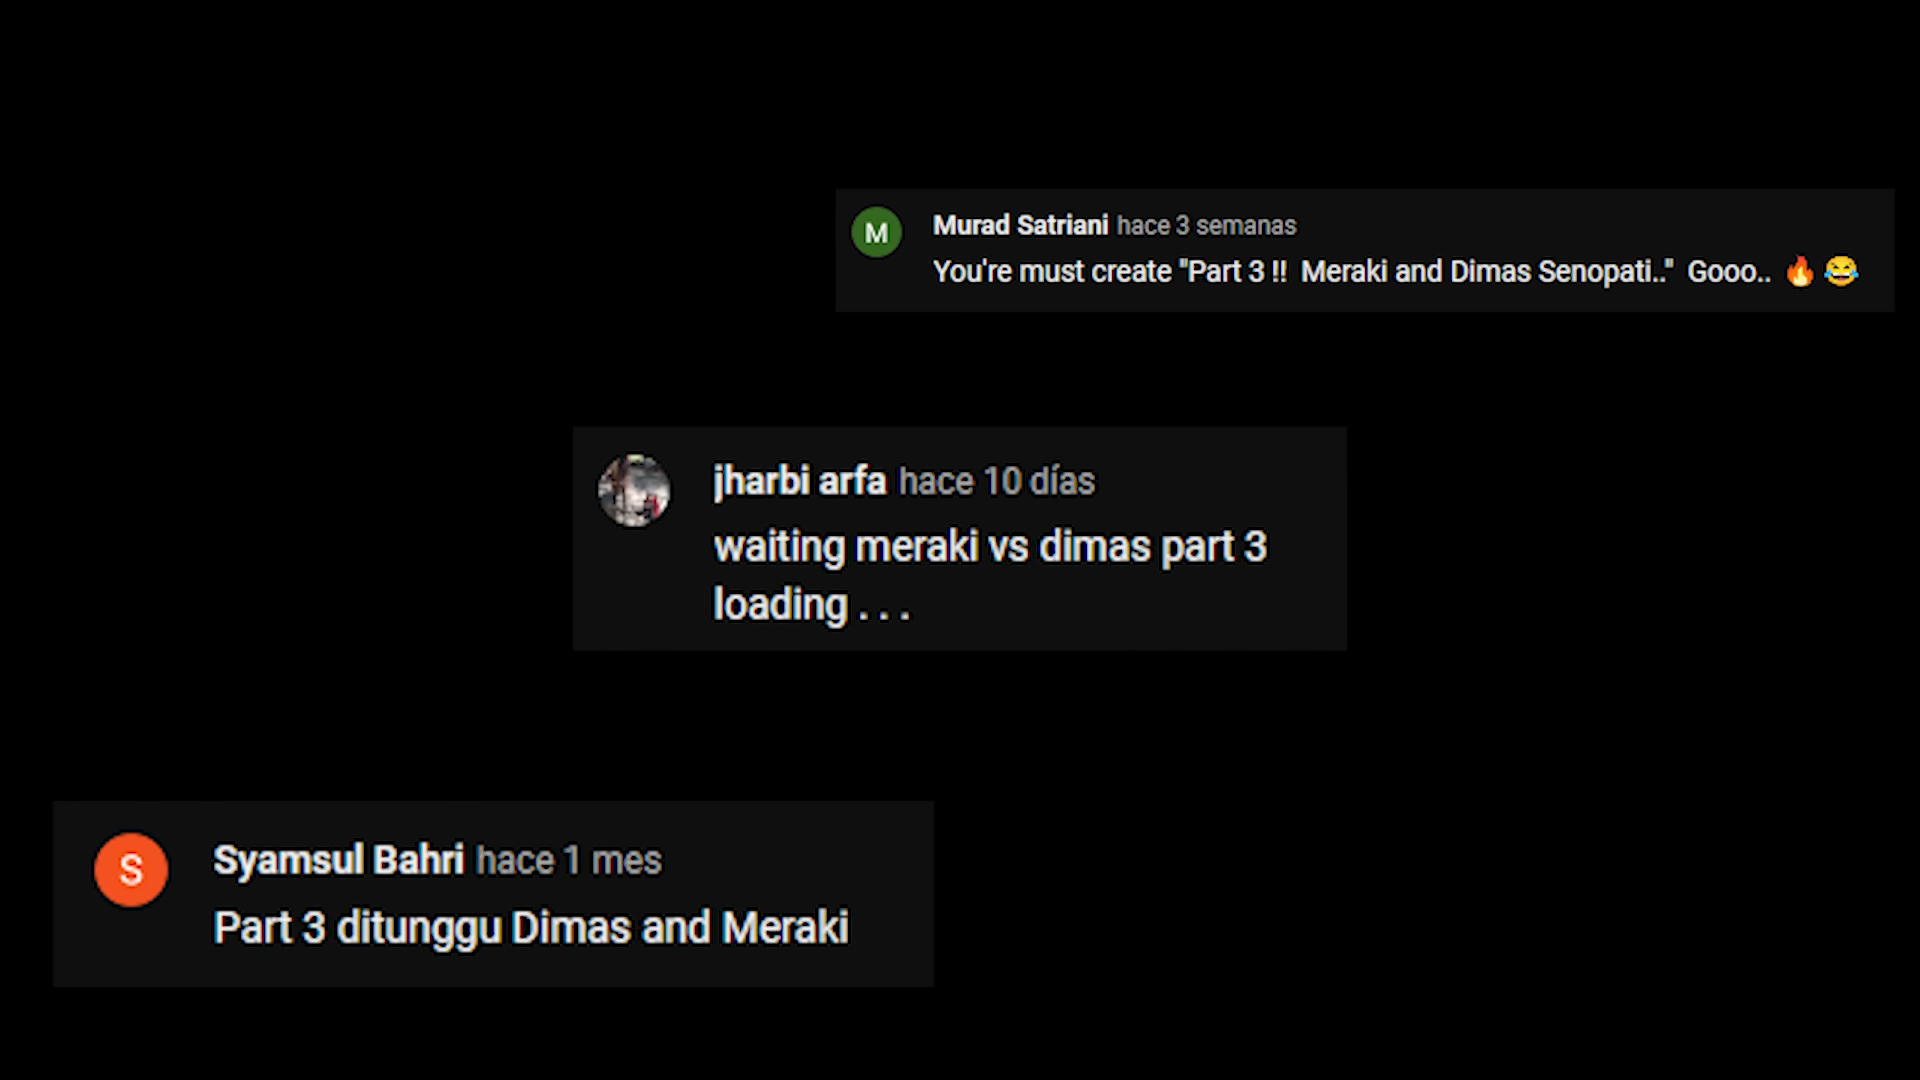 M
Murad Satriani hace 3 semanas
You're must create "Part 3 !! Meraki and Dimas Senopati.." Gooo.. 🔥😂
jharbi arfa hace 10 días
waiting meraki vs dimas part 3
loading . . .
S
Syamsul Bahri hace 1 mes
Part 3 ditunggu Dimas and Meraki